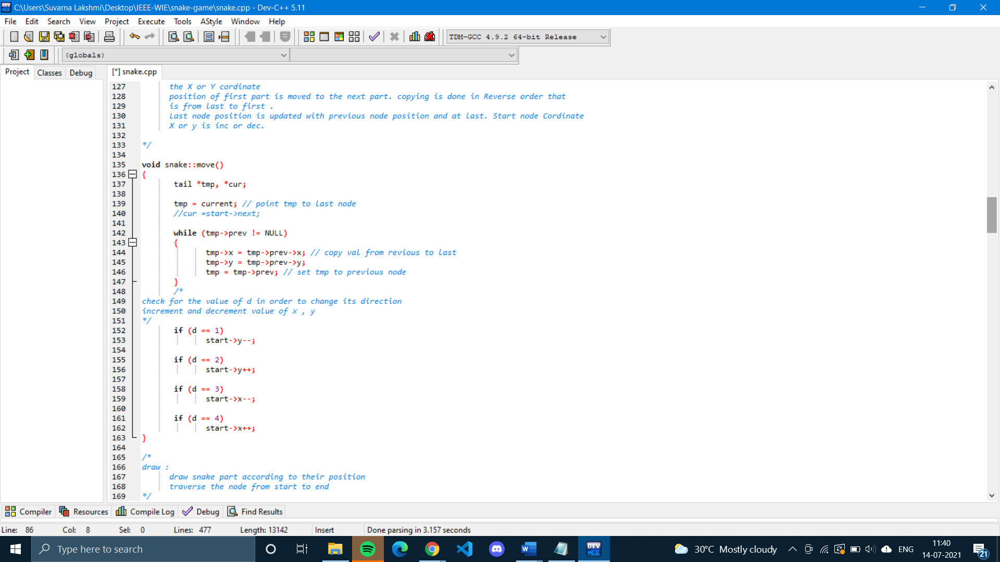 C:\Users\Suvarna Lakshmi\Desktop\IEEE-WIE\snake-game\snake.cpp - Dev-C++ 5.11
File Edit Search View Project Execute Tools AStyle Window Help
TDM-GCC 4.9.2 64-bit Release
(globals)
Project Classes Debug [*] snake.cpp
127 the X or Y cordinate
128 position of first part is moved to the next part. copying is done in Reverse order that
129 is from last to first .
130 Last node position is updated with previous node position and at last. Start node Cordinate
131 X or y is inc or dec.
132
133 */
134
135 void snake::move()
136 {
137 tail *tmp, *cur;
138
139 tmp = current; // point tmp to last node
140 //cur =start->next;
141
142 while (tmp->prev != NULL)
143 {
144 tmp->x = tmp->prev->x; // copy val from revious to last
145 tmp->y = tmp->prev->y;
146 tmp = tmp->prev; // set tmp to previous node
147 }
148 /*
149 check for the value of d in order to change its direction
150 increment and decrement value of x , y
151 */
152 if (d == 1)
153 start->y--;
154
155 if (d == 2)
156 start->y++;
157
158 if (d == 3)
159 start->x--;
160
161 if (d == 4)
162 start->x++;
163 }
164
165 /*
166 draw :
167 draw snake part according to their position
168 traverse the node from start to end
169 */
Compiler Resources Compile Log Debug Find Results
Line: 86 Col: 8 Sel: 0 Lines: 477 Length: 13142 Insert Done parsing in 3.157 seconds
Type here to search
DEV C++
30°C Mostly cloudy
ENG
11:40
14-07-2021
21